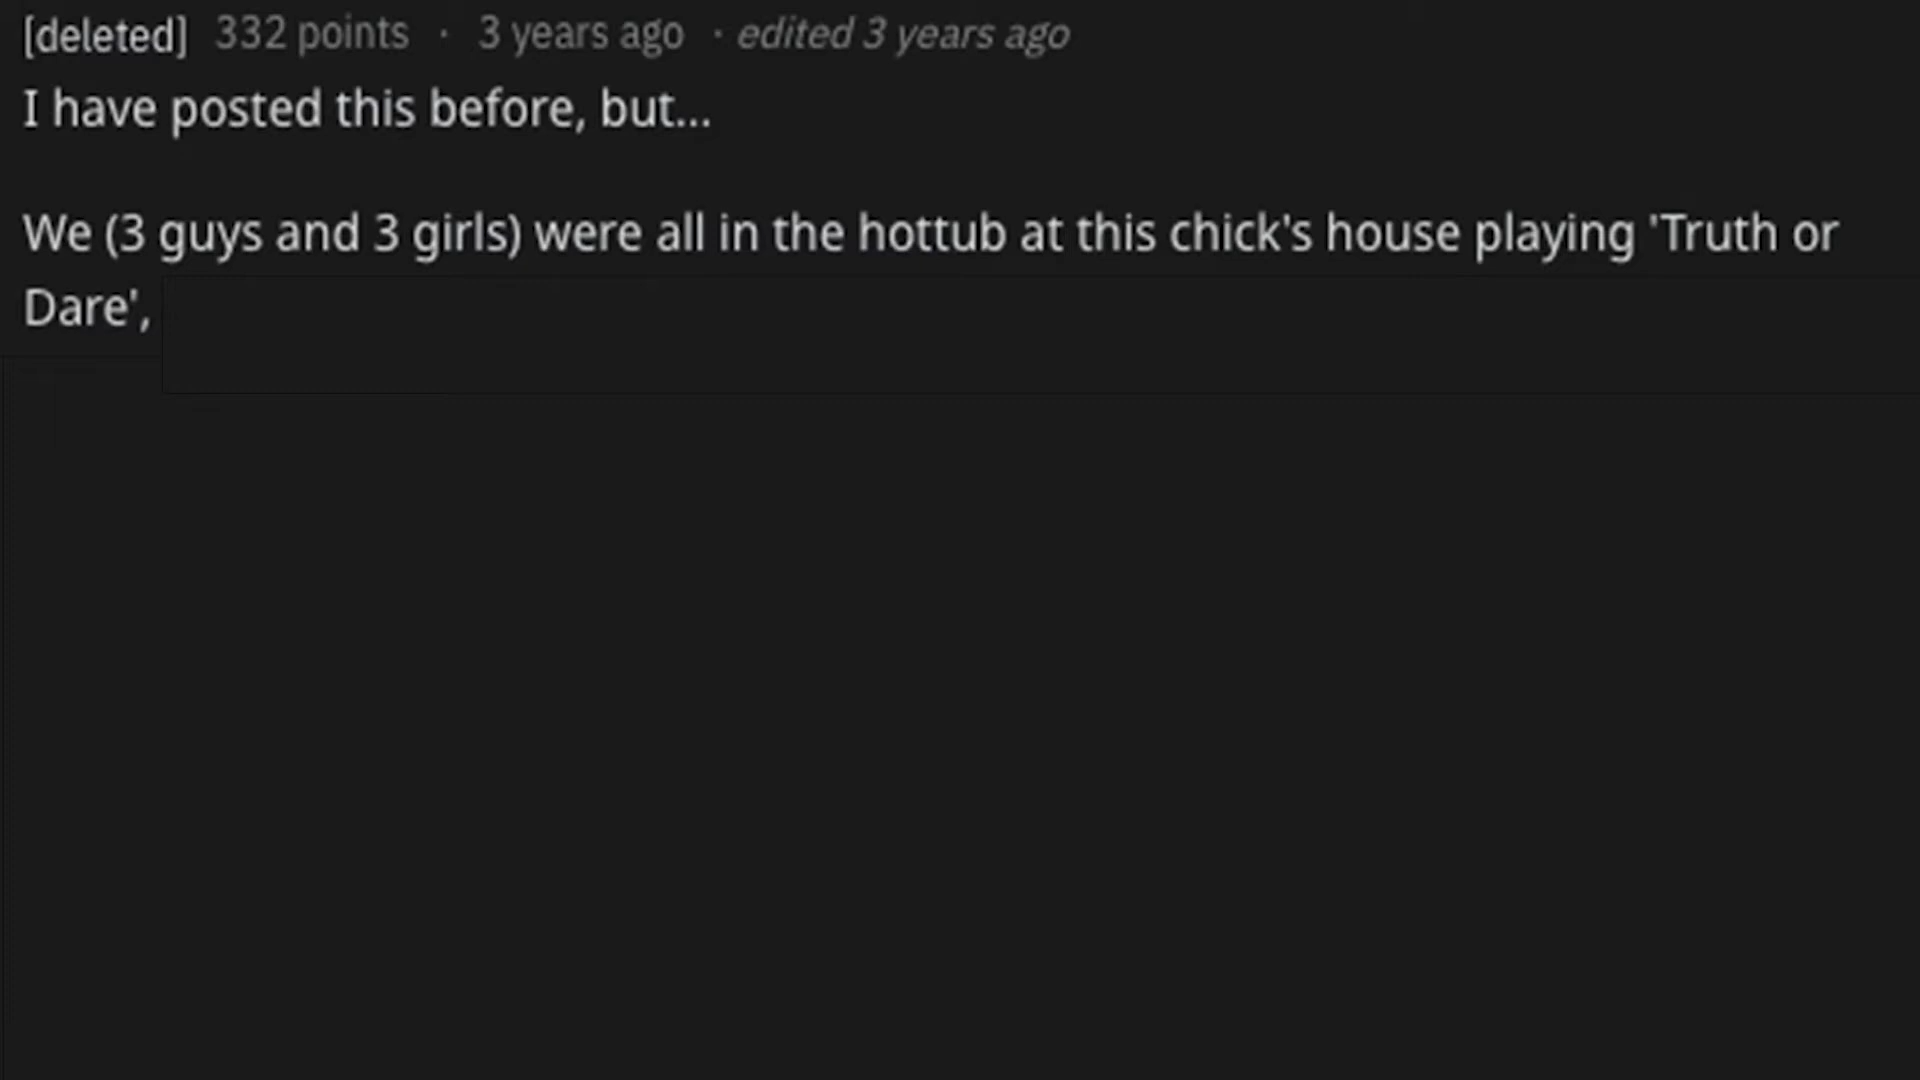 [deleted] 332 points · 3 years ago · edited 3 years ago
I have posted this before, but...
We (3 guys and 3 girls) were all in the hottub at this chick's house playing 'Truth or
Dare',